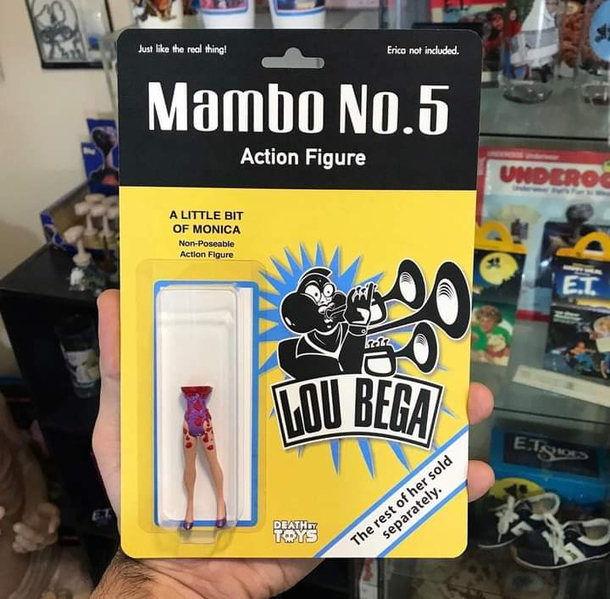 Just like the real thing!
Erica not included.
Mambo No.5
Action Figure
A LITTLE BIT
OF MONICA
Non-Poseable
Action Figure
LOU BEGA
DEATH BY
TOYS
The rest of her sold
separately.
UNDEROO
E.T.
E.T. SHOES
E.T.